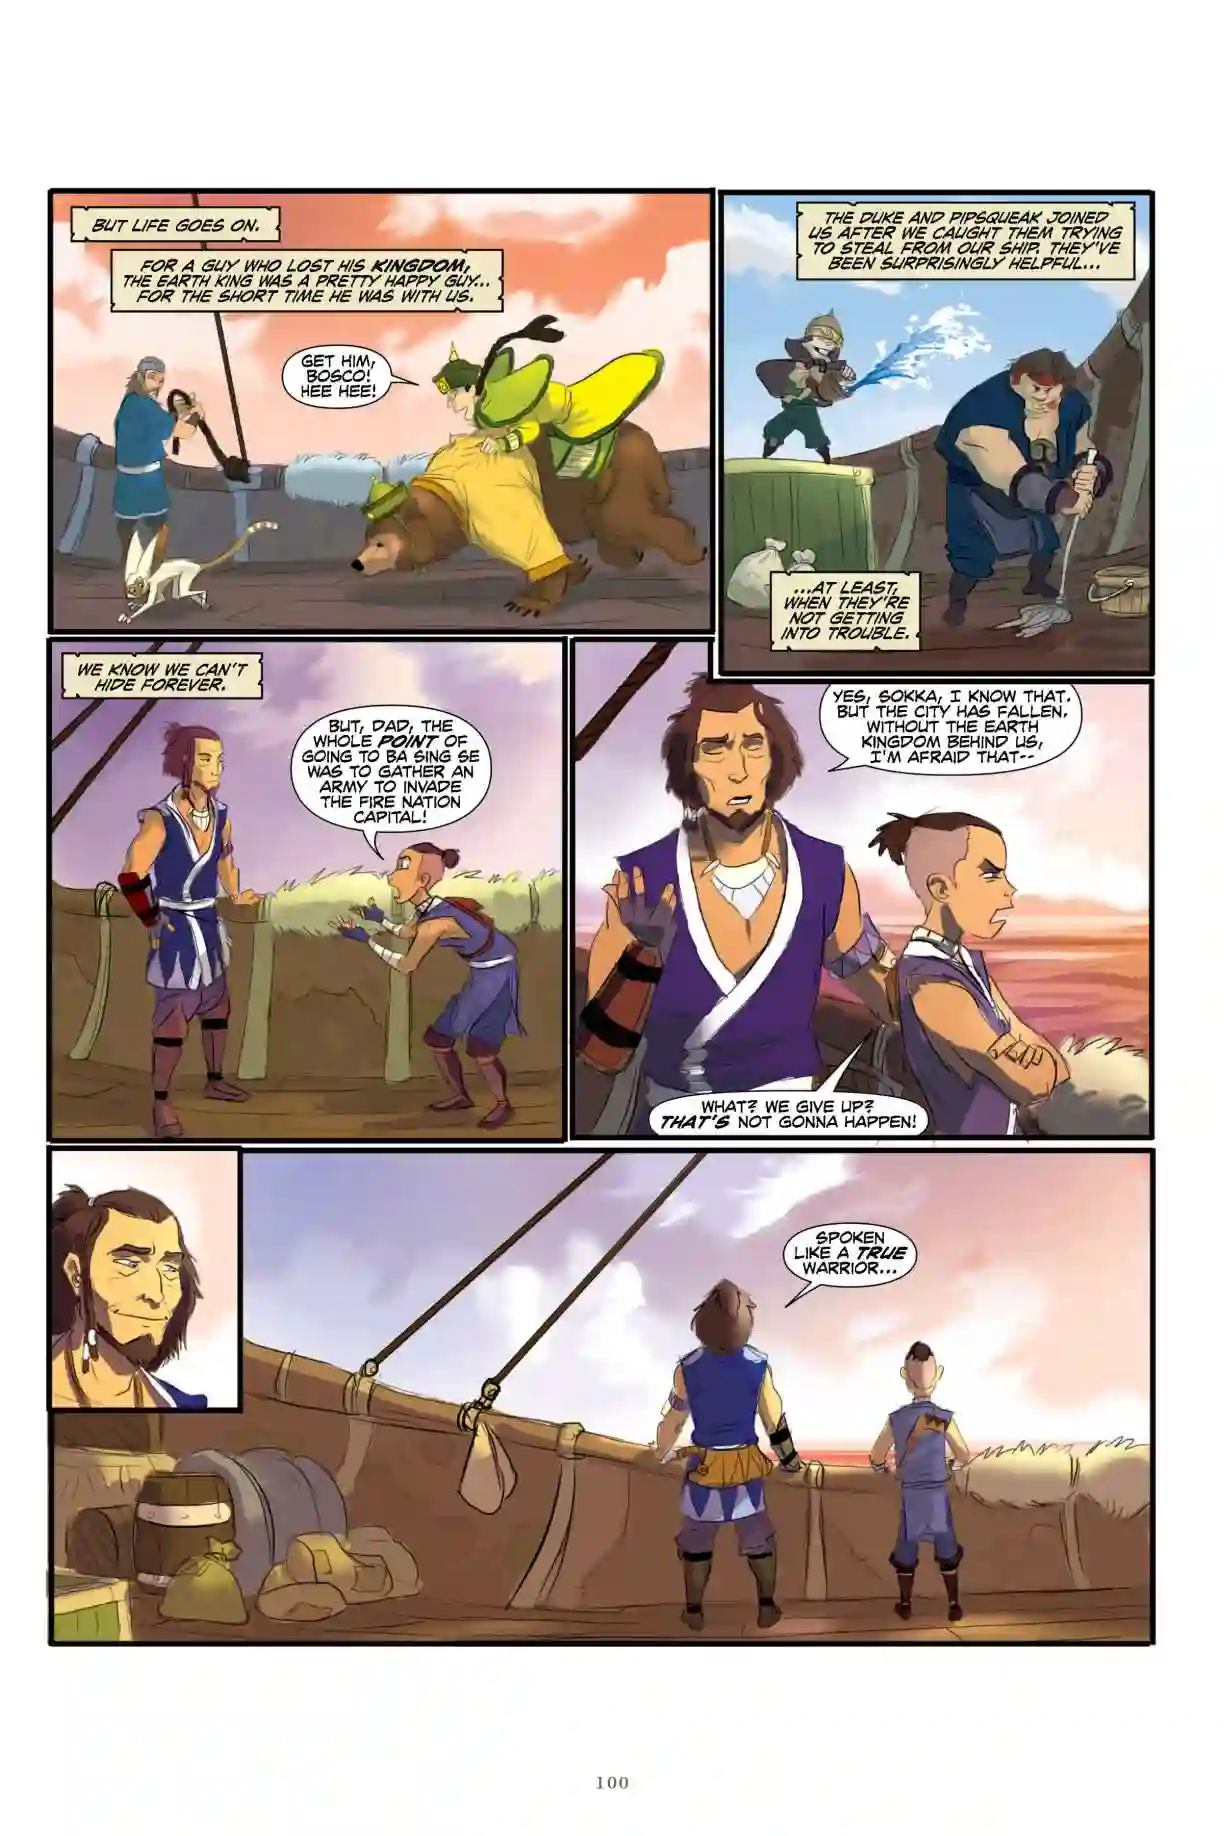 BUT LIFE GOES ON.
FOR A GUY WHO LOST HIS KINGDOM,
THE EARTH KING WAS A PRETTY HAPPY GUY...
FOR THE SHORT TIME HE WAS WITH US.
GET HIM,
BOSCO!
HEE HEE!
THE DUKE AND PIPSQUEAK JOINED
US AFTER WE CAUGHT THEM TRYING
TO STEAL FROM OUR SHIP. THEY'VE
BEEN SURPRISINGLY HELPFUL...
...AT LEAST,
WHEN THEY'RE
NOT GETTING
INTO TROUBLE.
WE KNOW WE CAN'T
HIDE FOREVER.
BUT, DAD, THE
WHOLE POINT OF
GOING TO BA SING SE
WAS TO GATHER AN
ARMY TO INVADE
THE FIRE NATION
CAPITAL!
YES, SOKKA, I KNOW THAT.
BUT THE CITY HAS FALLEN.
WITHOUT THE EARTH
KINGDOM BEHIND US,
I'M AFRAID THAT--
WHAT? WE GIVE UP?
THAT'S NOT GONNA HAPPEN!
SPOKEN
LIKE A TRUE
WARRIOR...
100